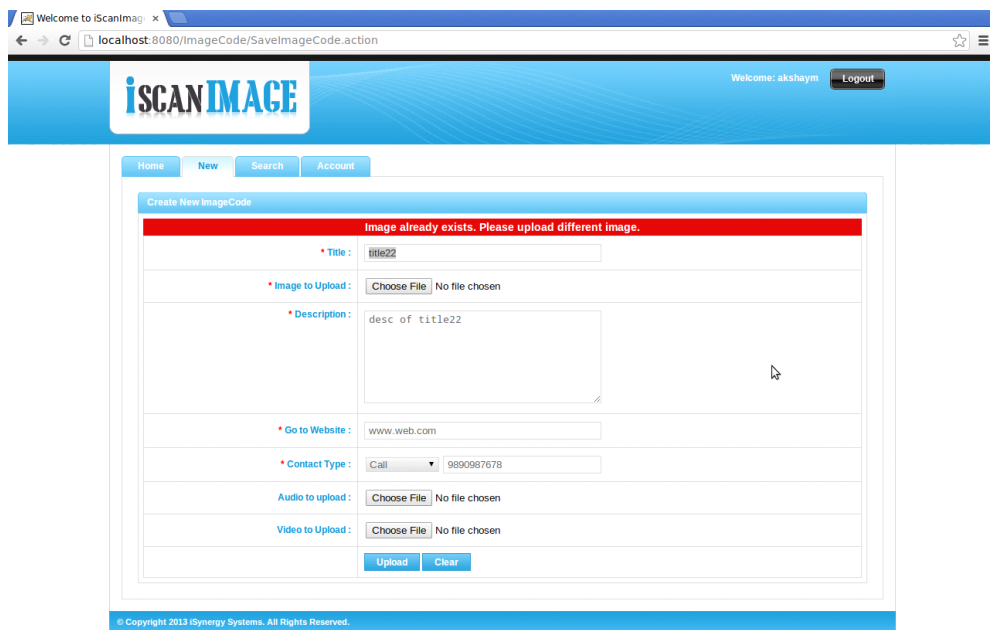 Welcome to iScanImag
localhost:8080/ImageCode/SaveImageCode.action
iSCANIMAGE
Welcome: akshaym Logout
Home New Search Account
Create New ImageCode
Image already exists. Please upload different image.
* Title : title22
* Image to Upload : Choose File No file chosen
* Description : desc of title22
* Go to Website : www.web.com
* Contact Type : Call 9890987678
Audio to upload : Choose File No file chosen
Video to Upload : Choose File No file chosen
Upload Clear
© Copyright 2013 iSynergy Systems. All Rights Reserved.